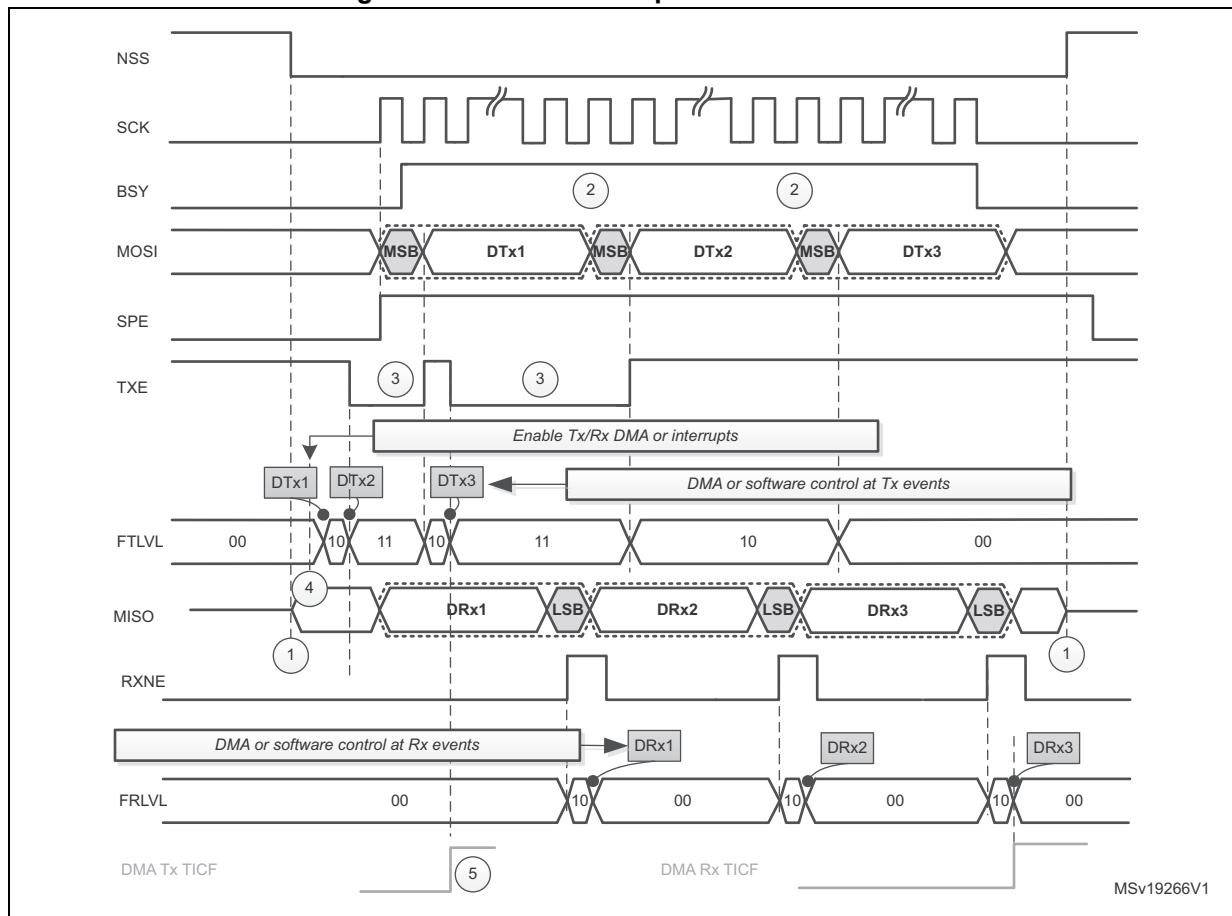 NSS
SCK
BSY
2 2
MOSI
MSB DTx1 MSB DTx2 MSB DTx3
SPE
TXE
3 3
Enable Tx/Rx DMA or interrupts
DTx1 DTx2 DTx3 DMA or software control at Tx events
FTLVL 00 10 11 10 11 10 00
4
MISO DRx1 LSB DRx2 LSB DRx3 LSB
1 1
RXNE
DMA or software control at Rx events DRx1 DRx2 DRx3
FRLVL 00 10 00 10 00 10 00
DMA Tx TICF 5 DMA Rx TICF
MSv19266V1